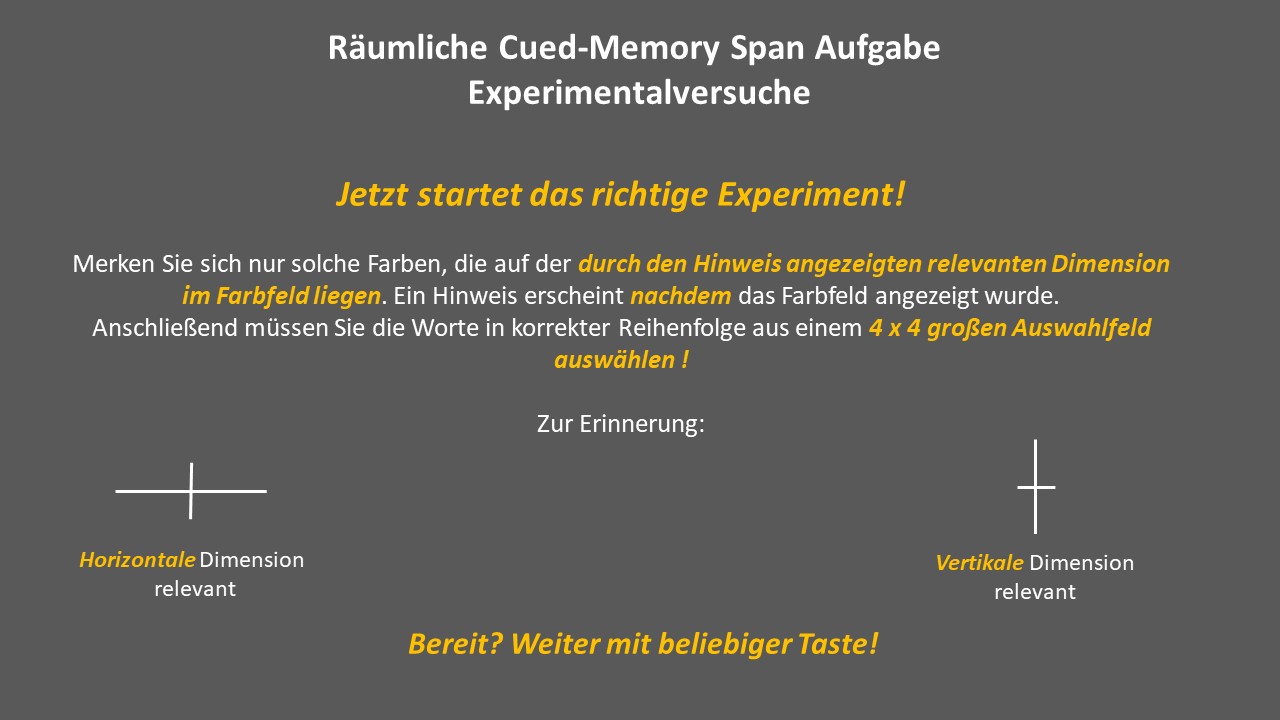 Räumliche Cued-Memory Span Aufgabe
Experimentalversuche
Jetzt startet das richtige Experiment!
Merken Sie sich nur solche Farben, die auf der durch den Hinweis angezeigten relevanten Dimension
im Farbfeld liegen. Ein Hinweis erscheint nachdem das Farbfeld angezeigt wurde.
Anschließend müssen Sie die Worte in korrekter Reihenfolge aus einem 4 x 4 großen Auswahlfeld
auswählen !
Zur Erinnerung:
Horizontale Dimension
relevant
Vertikale Dimension
relevant
Bereit? Weiter mit beliebiger Taste!